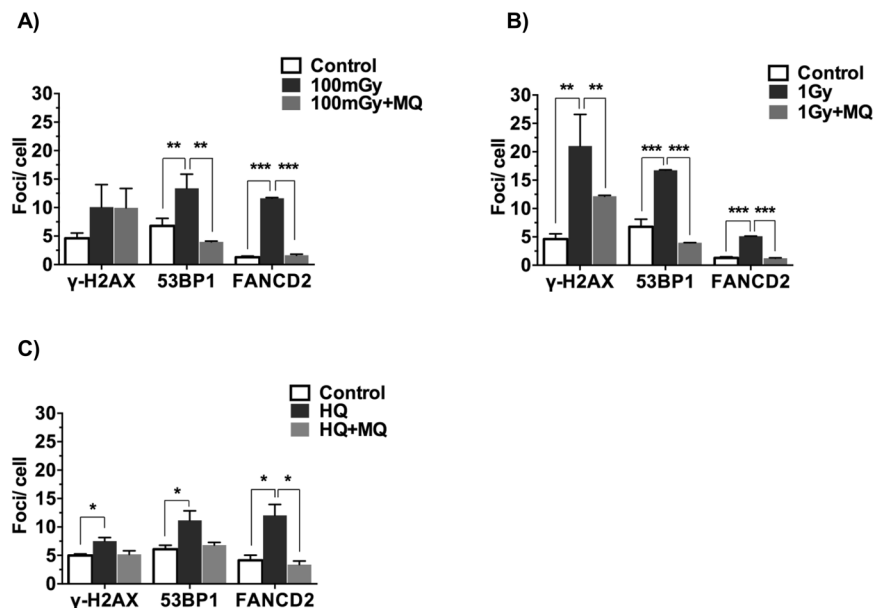 A)
Control
100mGy
100mGy+MQ
Foci/ cell
30
25
20
15
10
5
0
** **
*** ***
γ-H2AX 53BP1 FANCD2
B)
Control
1Gy
1Gy+MQ
Foci/ cell
30
25
20
15
10
5
0
** **
*** ***
*** ***
γ-H2AX 53BP1 FANCD2
C)
Control
HQ
HQ+MQ
Foci/ cell
30
25
20
15
10
5
0
*
*
* *
γ-H2AX 53BP1 FANCD2